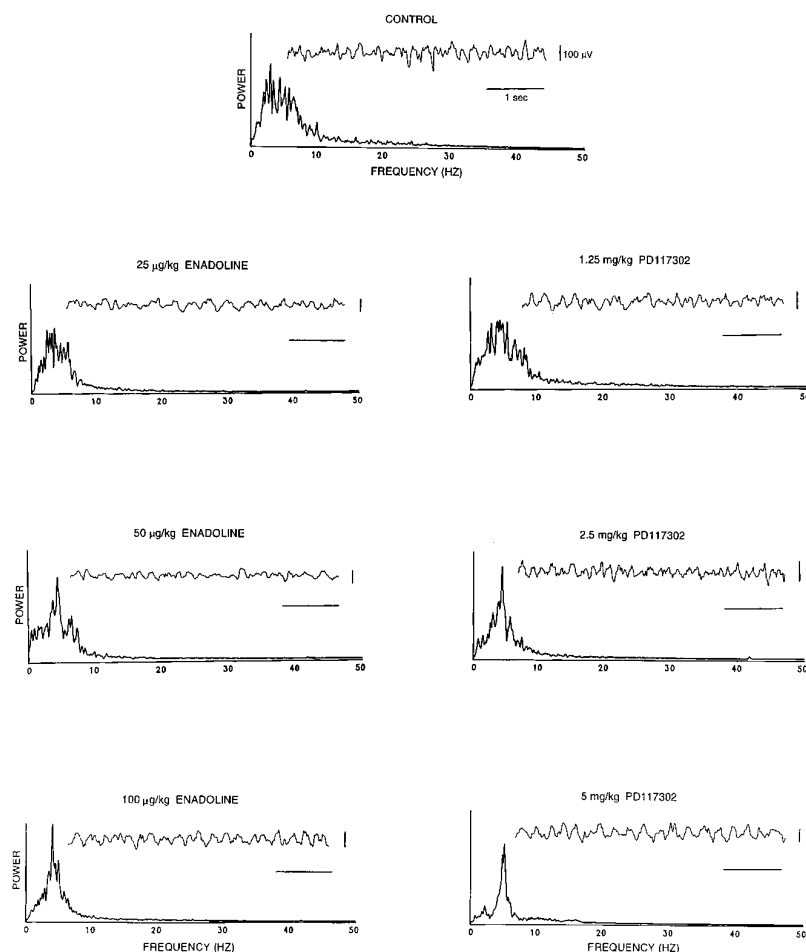 CONTROL
100 µV
1 sec
POWER
0 10 20 30 40 50
FREQUENCY (HZ)
25 µg/kg ENADOLINE
POWER
0 10 20 30 40 50
1.25 mg/kg PD117302
0 10 20 30 40 50
50 µg/kg ENADOLINE
POWER
0 10 20 30 40 50
2.5 mg/kg PD117302
0 10 20 30 40 50
100 µg/kg ENADOLINE
POWER
0 10 20 30 40 50
FREQUENCY (HZ)
5 mg/kg PD117302
0 10 20 30 40 50
FREQUENCY (HZ)